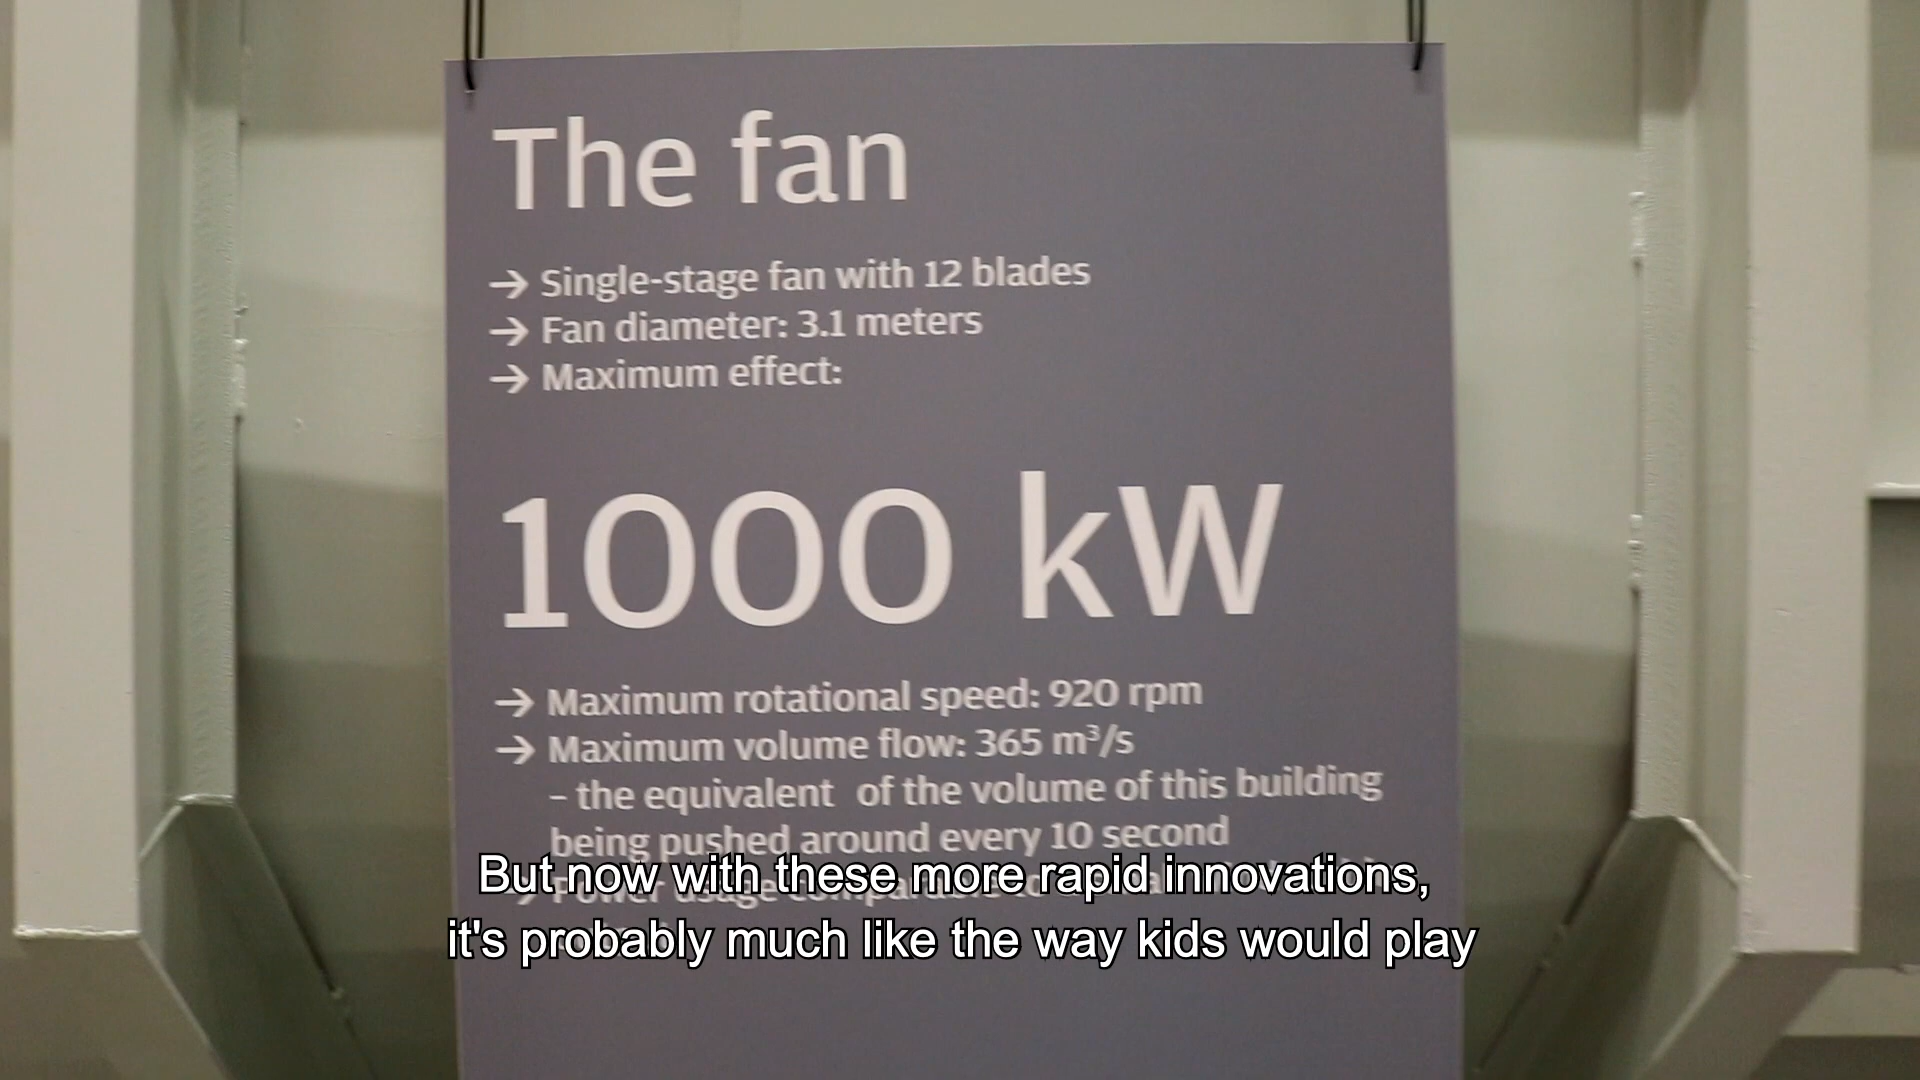 The fan
→ Single-stage fan with 12 blades
→ Fan diameter: 3.1 meters
→ Maximum effect:
1000 kW
→ Maximum rotational speed: 920 rpm
→ Maximum volume flow: 365 m³/s
– the equivalent of the volume of this building
being pushed around every 10 second
→ Power usage comparable
But now with these more rapid innovations,
it's probably much like the way kids would play